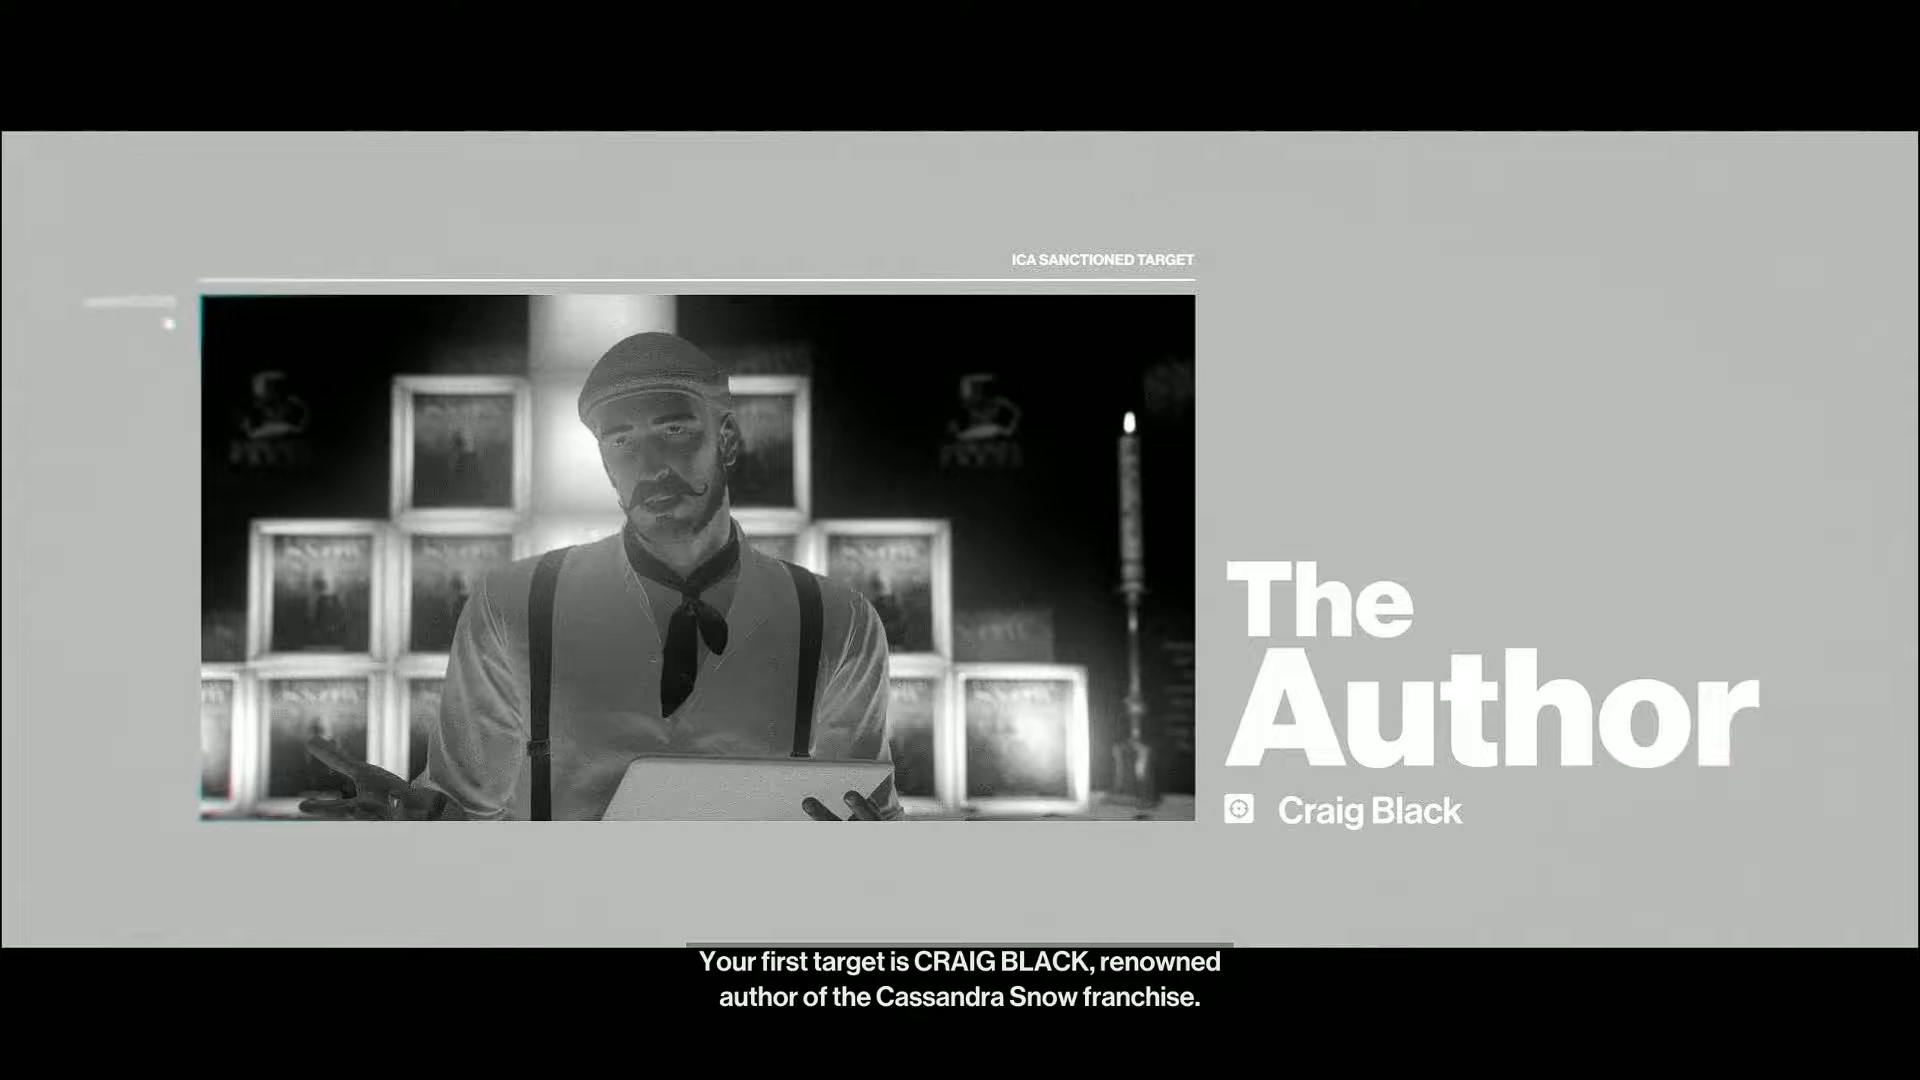 ICA SANCTIONED TARGET
The
Author
Craig Black
Your first target is CRAIG BLACK, renowned
author of the Cassandra Snow franchise.